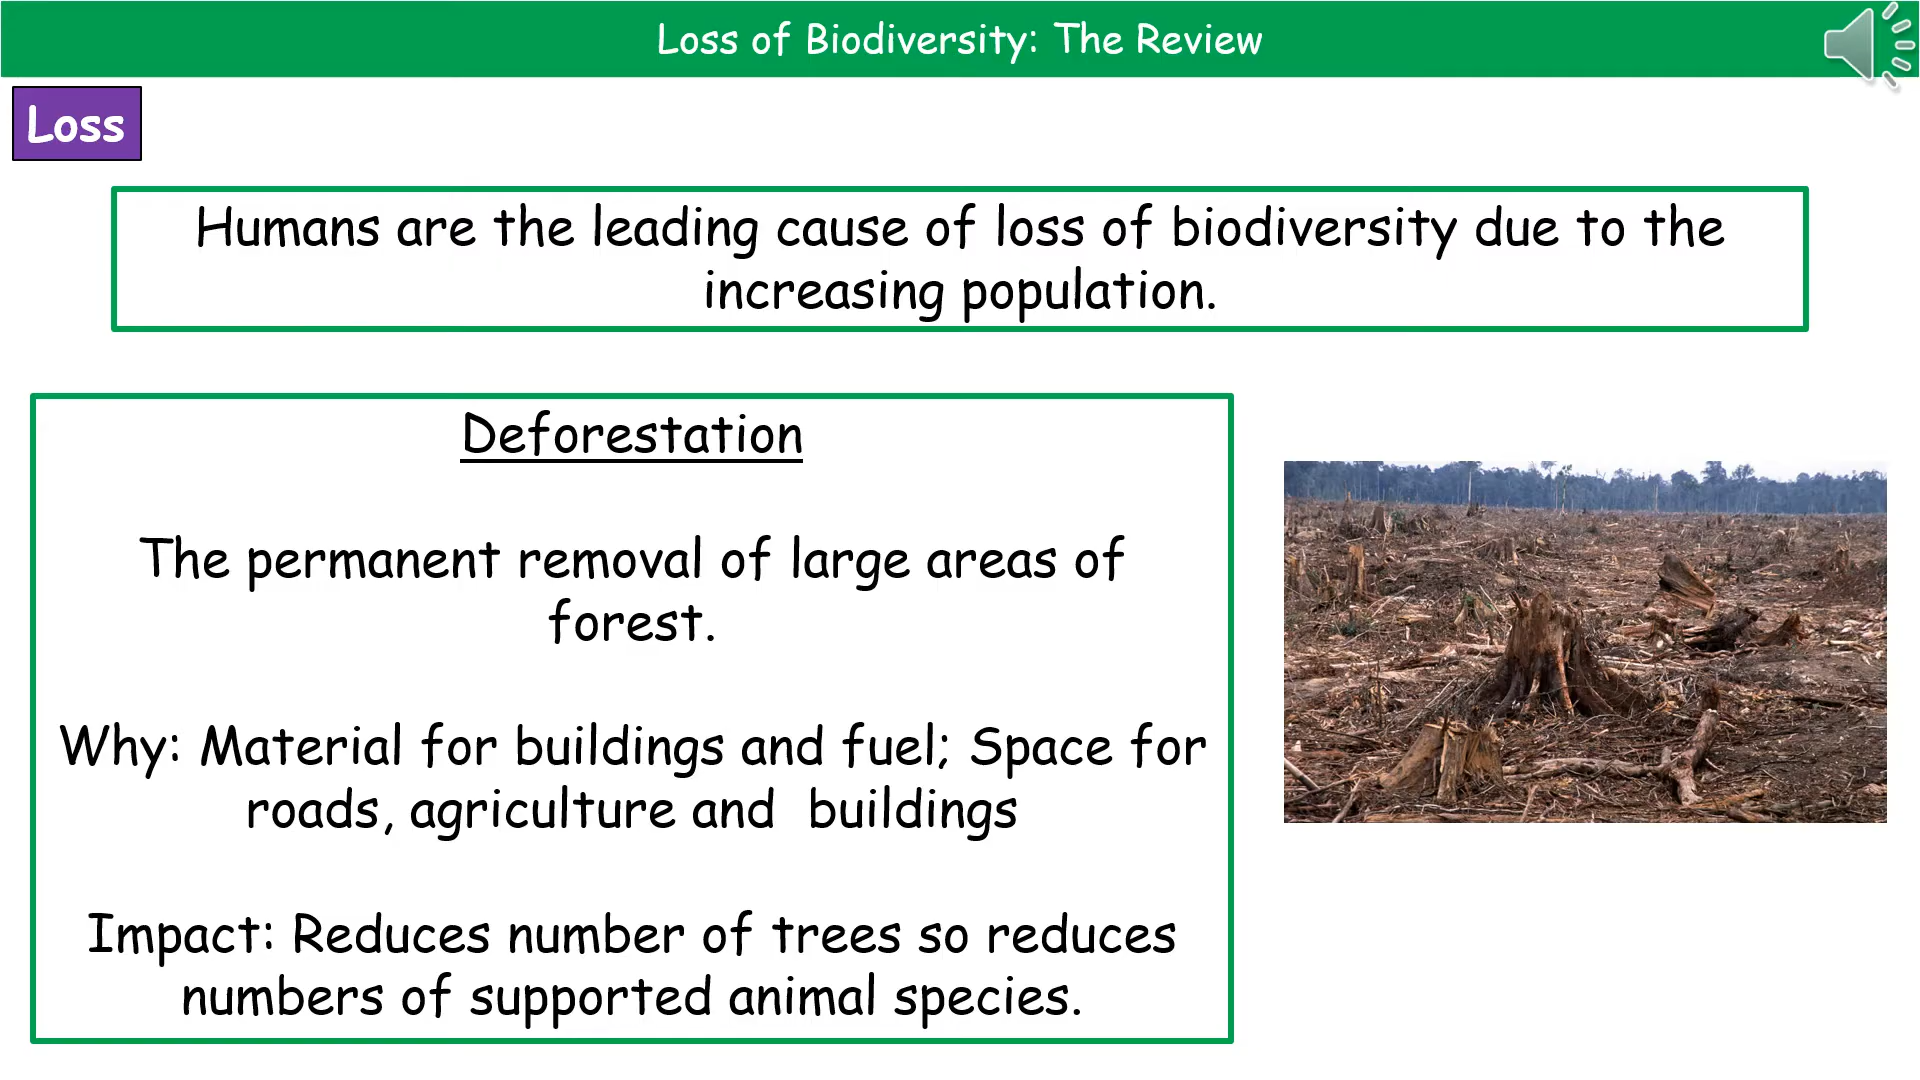 Loss of Biodiversity: The Review
Loss
Humans are the leading cause of loss of biodiversity due to the
increasing population.
Deforestation
The permanent removal of large areas of
forest.
Why: Material for buildings and fuel; Space for
roads, agriculture and  buildings
Impact: Reduces number of trees so reduces
numbers of supported animal species.